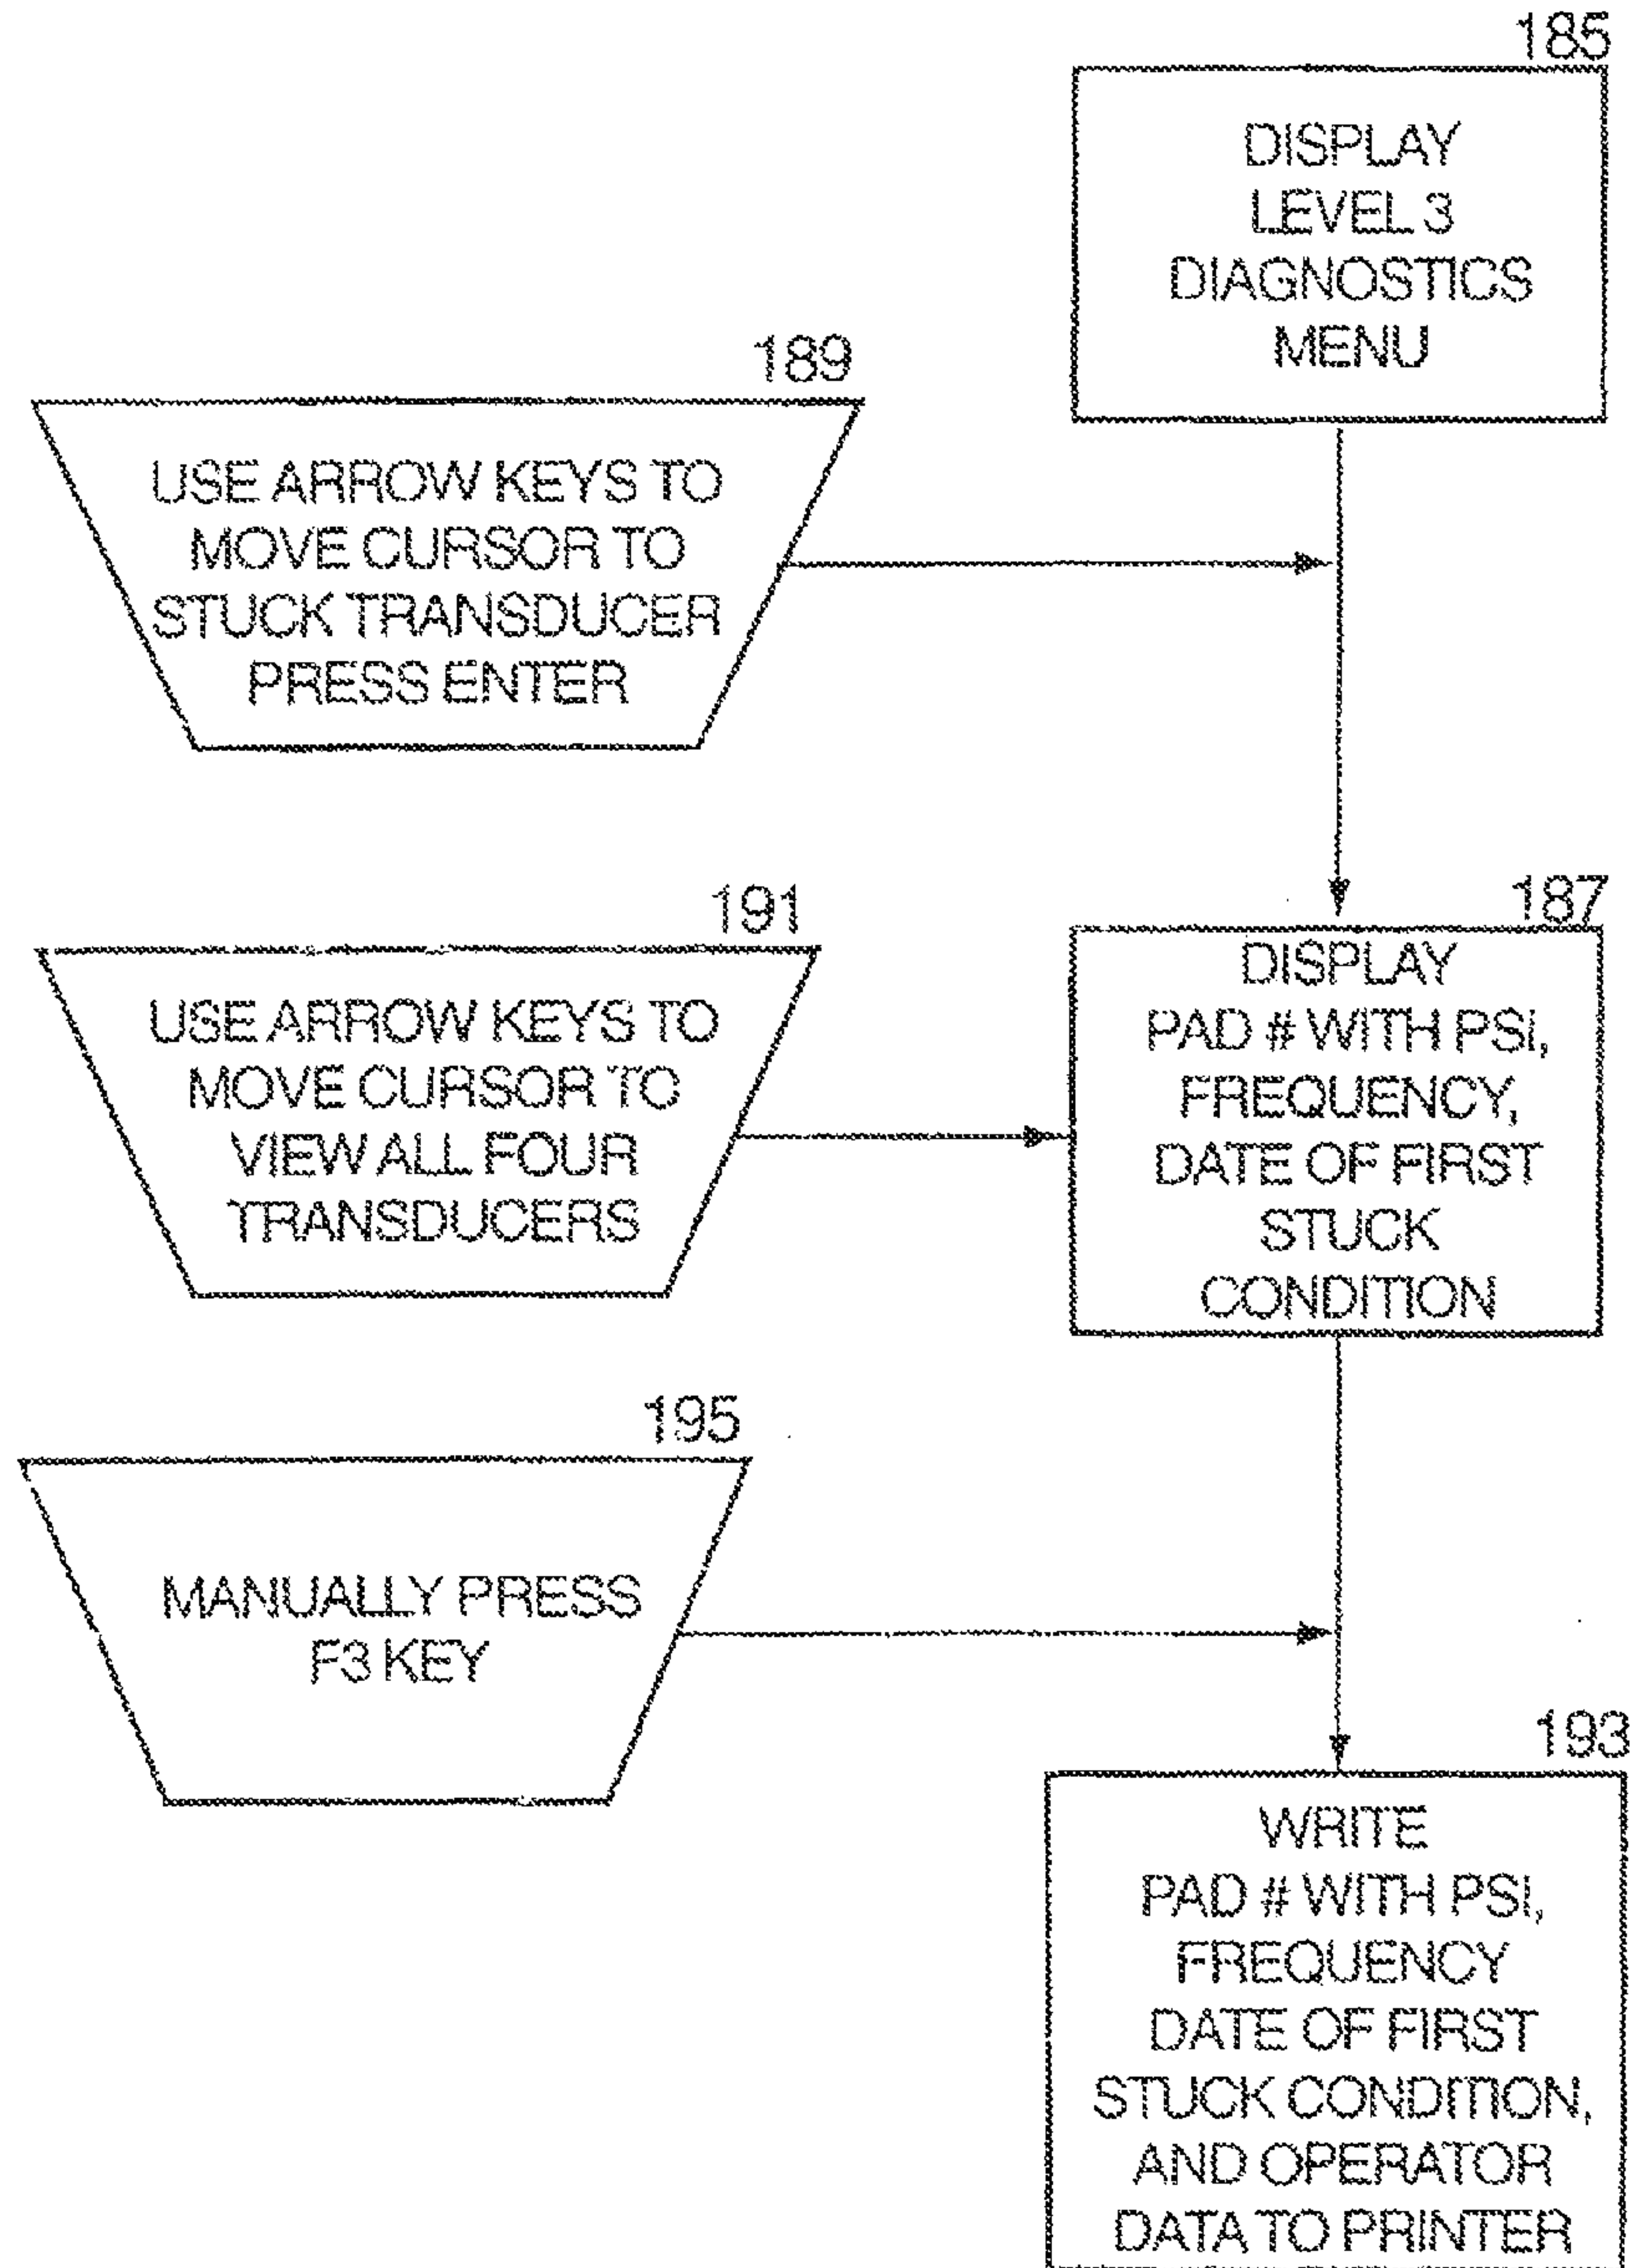 185
DISPLAY
LEVEL 3
DIAGNOSTICS
MENU
189
USE ARROW KEYS TO
MOVE CURSOR TO
STUCK TRANSDUCER
PRESS ENTER
191
USE ARROW KEYS TO
MOVE CURSOR TO
VIEW ALL FOUR
TRANSDUCERS
187
DISPLAY
PAD # WITH PSI,
FREQUENCY,
DATE OF FIRST
STUCK
CONDITION
195
MANUALLY PRESS
F3 KEY
193
WRITE
PAD # WITH PSI,
FREQUENCY
DATE OF FIRST
STUCK CONDITION,
AND OPERATOR
DATA TO PRINTER